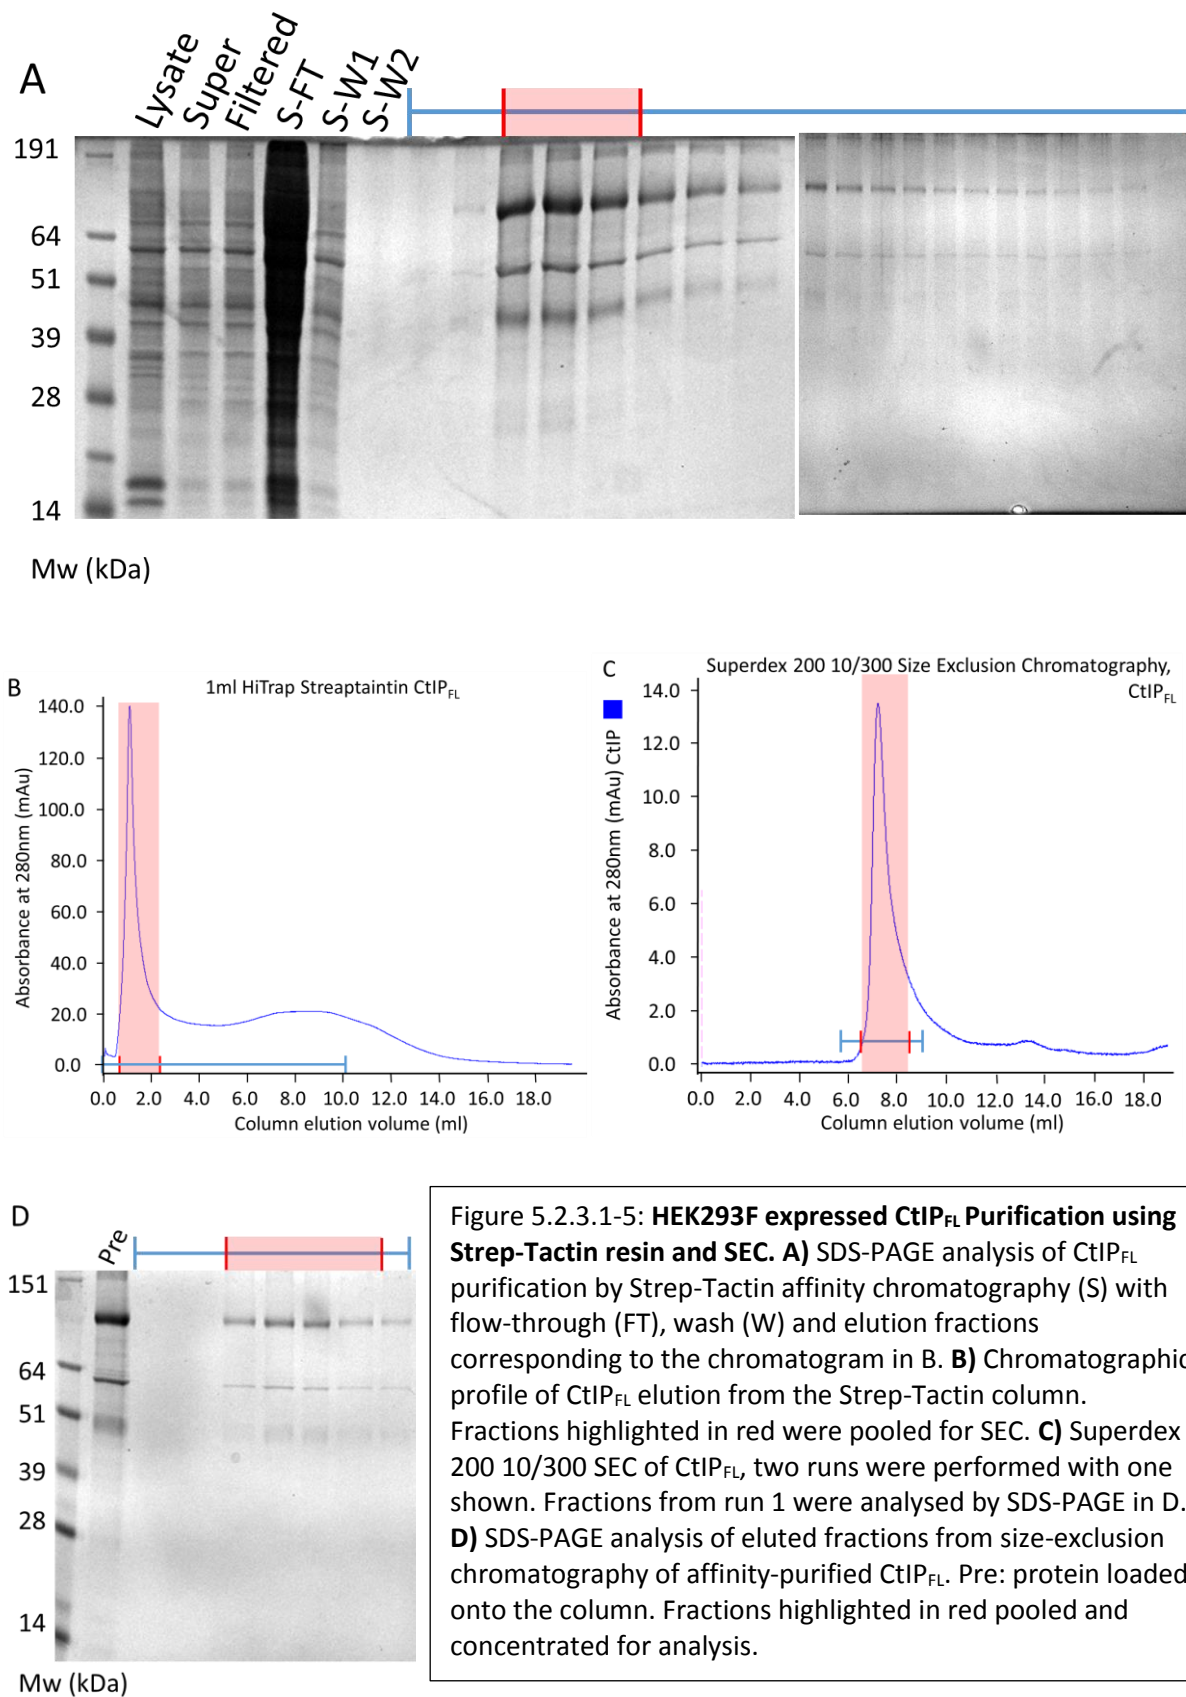 A
Lysate
Super
Filtered
S-FT
S-W1
S-W2
191
64
51
39
28
14
Mw (kDa)
B
1ml HiTrap Streaptaintin CtIPFL
140.0
120.0
100.0
80.0
60.0
40.0
20.0
0.0
Absorbance at 280nm (mAu)
0.0 2.0 4.0 6.0 8.0 10.0 12.0 14.0 16.0 18.0
Column elution volume (ml)
C
Superdex 200 10/300 Size Exclusion Chromatography,
CtIPFL
14.0
12.0
10.0
8.0
6.0
4.0
2.0
0.0
Absorbance at 280nm (mAu) CtIP
0.0 2.0 4.0 6.0 8.0 10.0 12.0 14.0 16.0 18.0
Column elution volume (ml)
D
Pre
151
64
51
39
28
14
Mw (kDa)
Figure 5.2.3.1-5: HEK293F expressed CtIPFL Purification using
Strep-Tactin resin and SEC. A) SDS-PAGE analysis of CtIPFL
purification by Strep-Tactin affinity chromatography (S) with
flow-through (FT), wash (W) and elution fractions
corresponding to the chromatogram in B. B) Chromatographic
profile of CtIPFL elution from the Strep-Tactin column.
Fractions highlighted in red were pooled for SEC. C) Superdex
200 10/300 SEC of CtIPFL, two runs were performed with one
shown. Fractions from run 1 were analysed by SDS-PAGE in D.
D) SDS-PAGE analysis of eluted fractions from size-exclusion
chromatography of affinity-purified CtIPFL. Pre: protein loaded
onto the column. Fractions highlighted in red pooled and
concentrated for analysis.